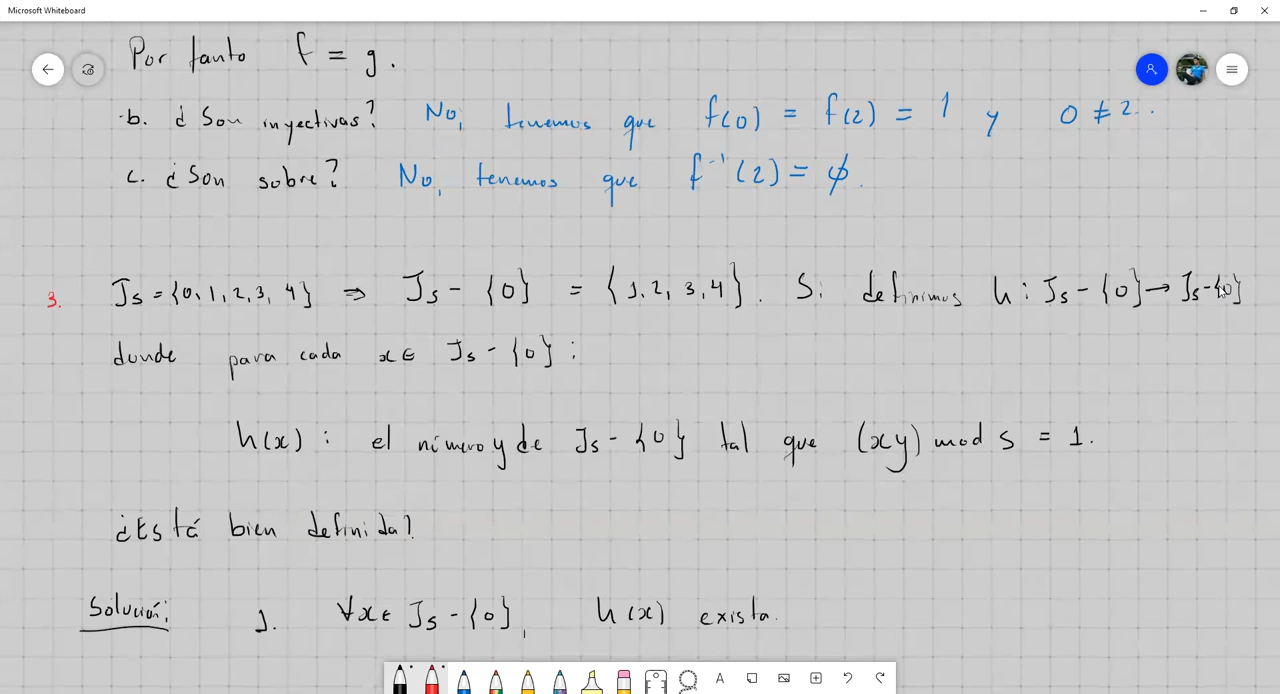 Microsoft Whiteboard
Por tanto f = g.
b. ¿Son inyectivas? No, tenemos que f(0) = f(2) = 1 y 0 ≠ 2..
c. ¿Son sobre? No, tenemos que f⁻¹(2) = ϕ.
3. J₅ = {0, 1, 2, 3, 4} ⇒ J₅ - {0} = {1, 2, 3, 4}. Si definimos h : J₅ - {0} → J₅ - {0}
donde para cada x ∈ J₅ - {0} :
h(x) : el número y de J₅ - {0} tal que (xy) mod 5 = 1.
¿Está bien definida?
Solución: 1. ∀x ∈ J₅ - {0}, h(x) exista.
A